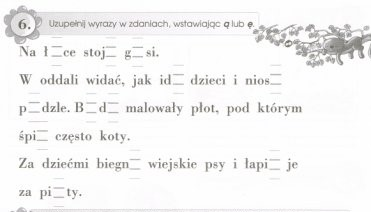 6. Uzupełnij wyrazy w zdaniach, wstawiając ą lub ę.
Na ł_ce stoj_ g_si.
W oddali widać, jak id_ dzieci i nios_
p_dzle. B_d_ malowały płot, pod którym
śpi_ często koty.
Za dziećmi biegn_ wiejskie psy i łapi_ je
za pi_ty.